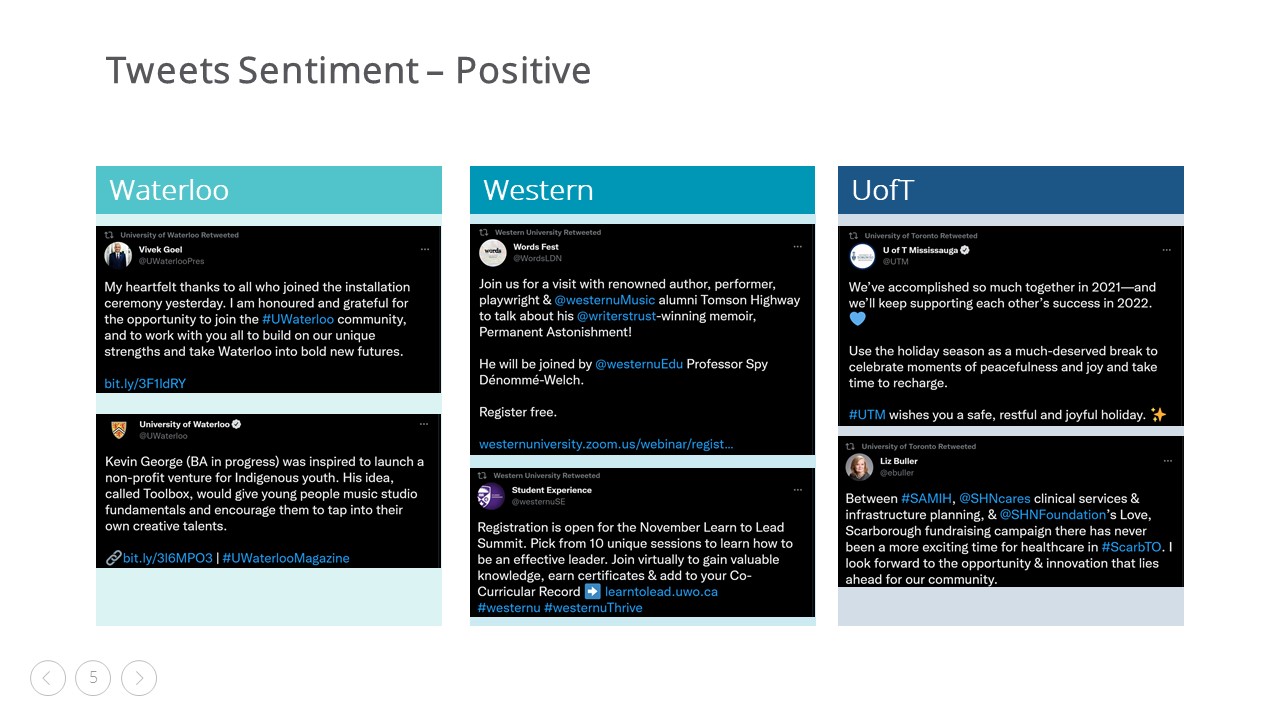 Tweets Sentiment – Positive
Waterloo
University of Waterloo Retweeted
Vivek Goel
@UWaterlooPres
My heartfelt thanks to all who joined the installation
ceremony yesterday. I am honoured and grateful for
the opportunity to join the #UWaterloo community,
and to work with you all to build on our unique
strengths and take Waterloo into bold new futures.
bit.ly/3F1ldRY
University of Waterloo
@UWaterloo
Kevin George (BA in progress) was inspired to launch a
non-profit venture for Indigenous youth. His idea,
called Toolbox, would give young people music studio
fundamentals and encourage them to tap into their
own creative talents.
🔗bit.ly/3l6MPO3 | #UWaterlooMagazine
Western
Western University Retweeted
words
Words Fest
@WordsLDN
Join us for a visit with renowned author, performer,
playwright & @westernuMusic alumni Tomson Highway
to talk about his @writerstrust-winning memoir,
Permanent Astonishment!
He will be joined by @westernuEdu Professor Spy
Dénommé-Welch.
Register free.
westernuniversity.zoom.us/webinar/regist...
Western University Retweeted
Student Experience
@westernuSE
Registration is open for the November Learn to Lead
Summit. Pick from 10 unique sessions to learn how to
be an effective leader. Join virtually to gain valuable
knowledge, earn certificates & add to your Co-
Curricular Record ➡️ learntolead.uwo.ca
#westernu #westernuThrive
UofT
University of Toronto Retweeted
U of T Mississauga
@UTM
We've accomplished so much together in 2021—and
we'll keep supporting each other's success in 2022.
💙
Use the holiday season as a much-deserved break to
celebrate moments of peacefulness and joy and take
time to recharge.
#UTM wishes you a safe, restful and joyful holiday. ✨
University of Toronto Retweeted
Liz Buller
@ebuller
Between #SAMIH, @SHNcares clinical services &
infrastructure planning, & @SHNFoundation's Love,
Scarborough fundraising campaign there has never
been a more exciting time for healthcare in #ScarbTO. I
look forward to the opportunity & innovation that lies
ahead for our community.
5